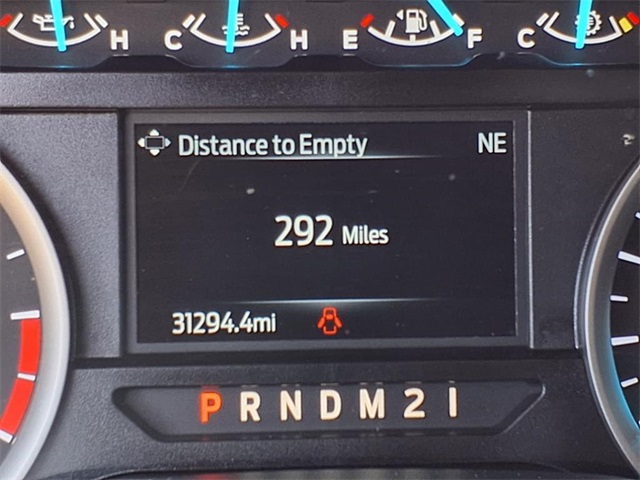 H C H E F C
Distance to Empty NE
292 Miles
31294.4mi
P R N D M 2 1